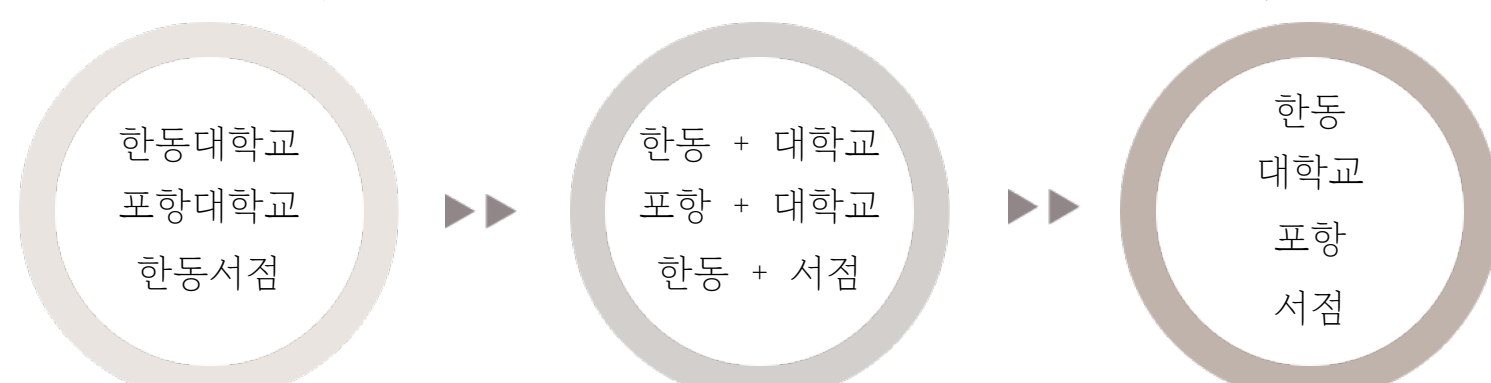 한동대학교
포항대학교
한동서점
한동 + 대학교
포항 + 대학교
한동 + 서점
한동
대학교
포항
서점